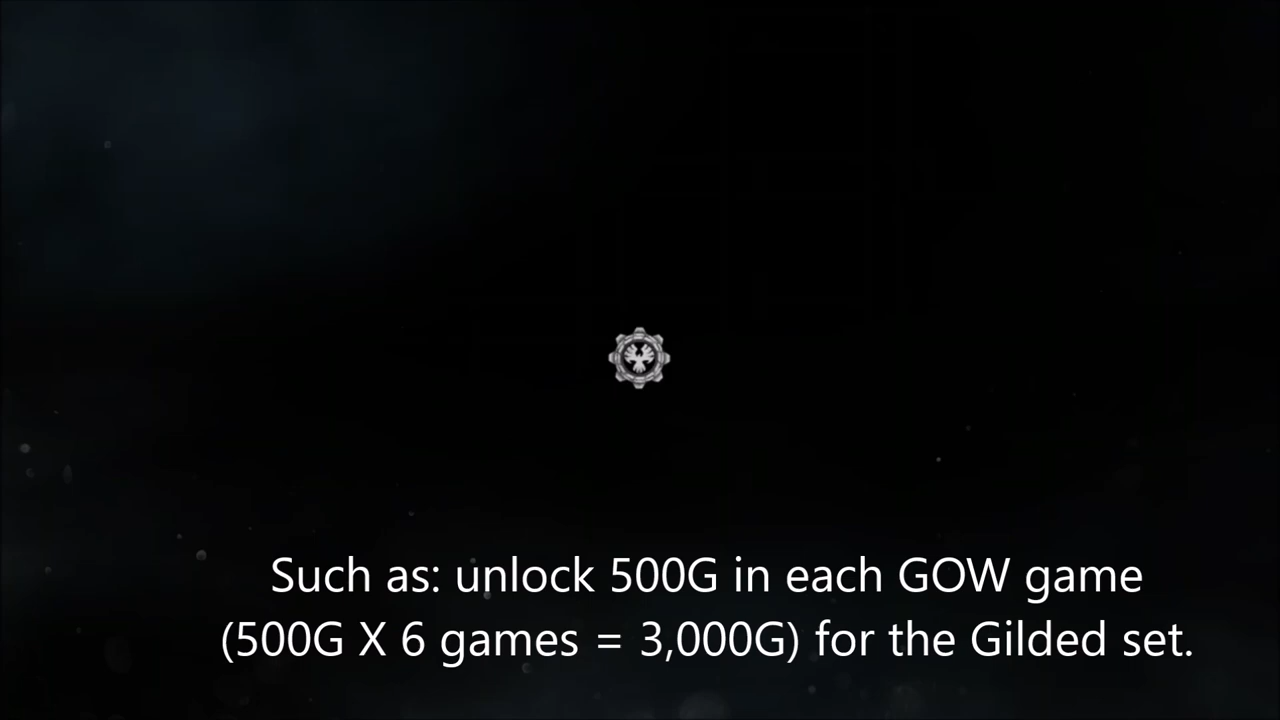 Such as: unlock 500G in each GOW game
(500G X 6 games = 3,000G) for the Gilded set.